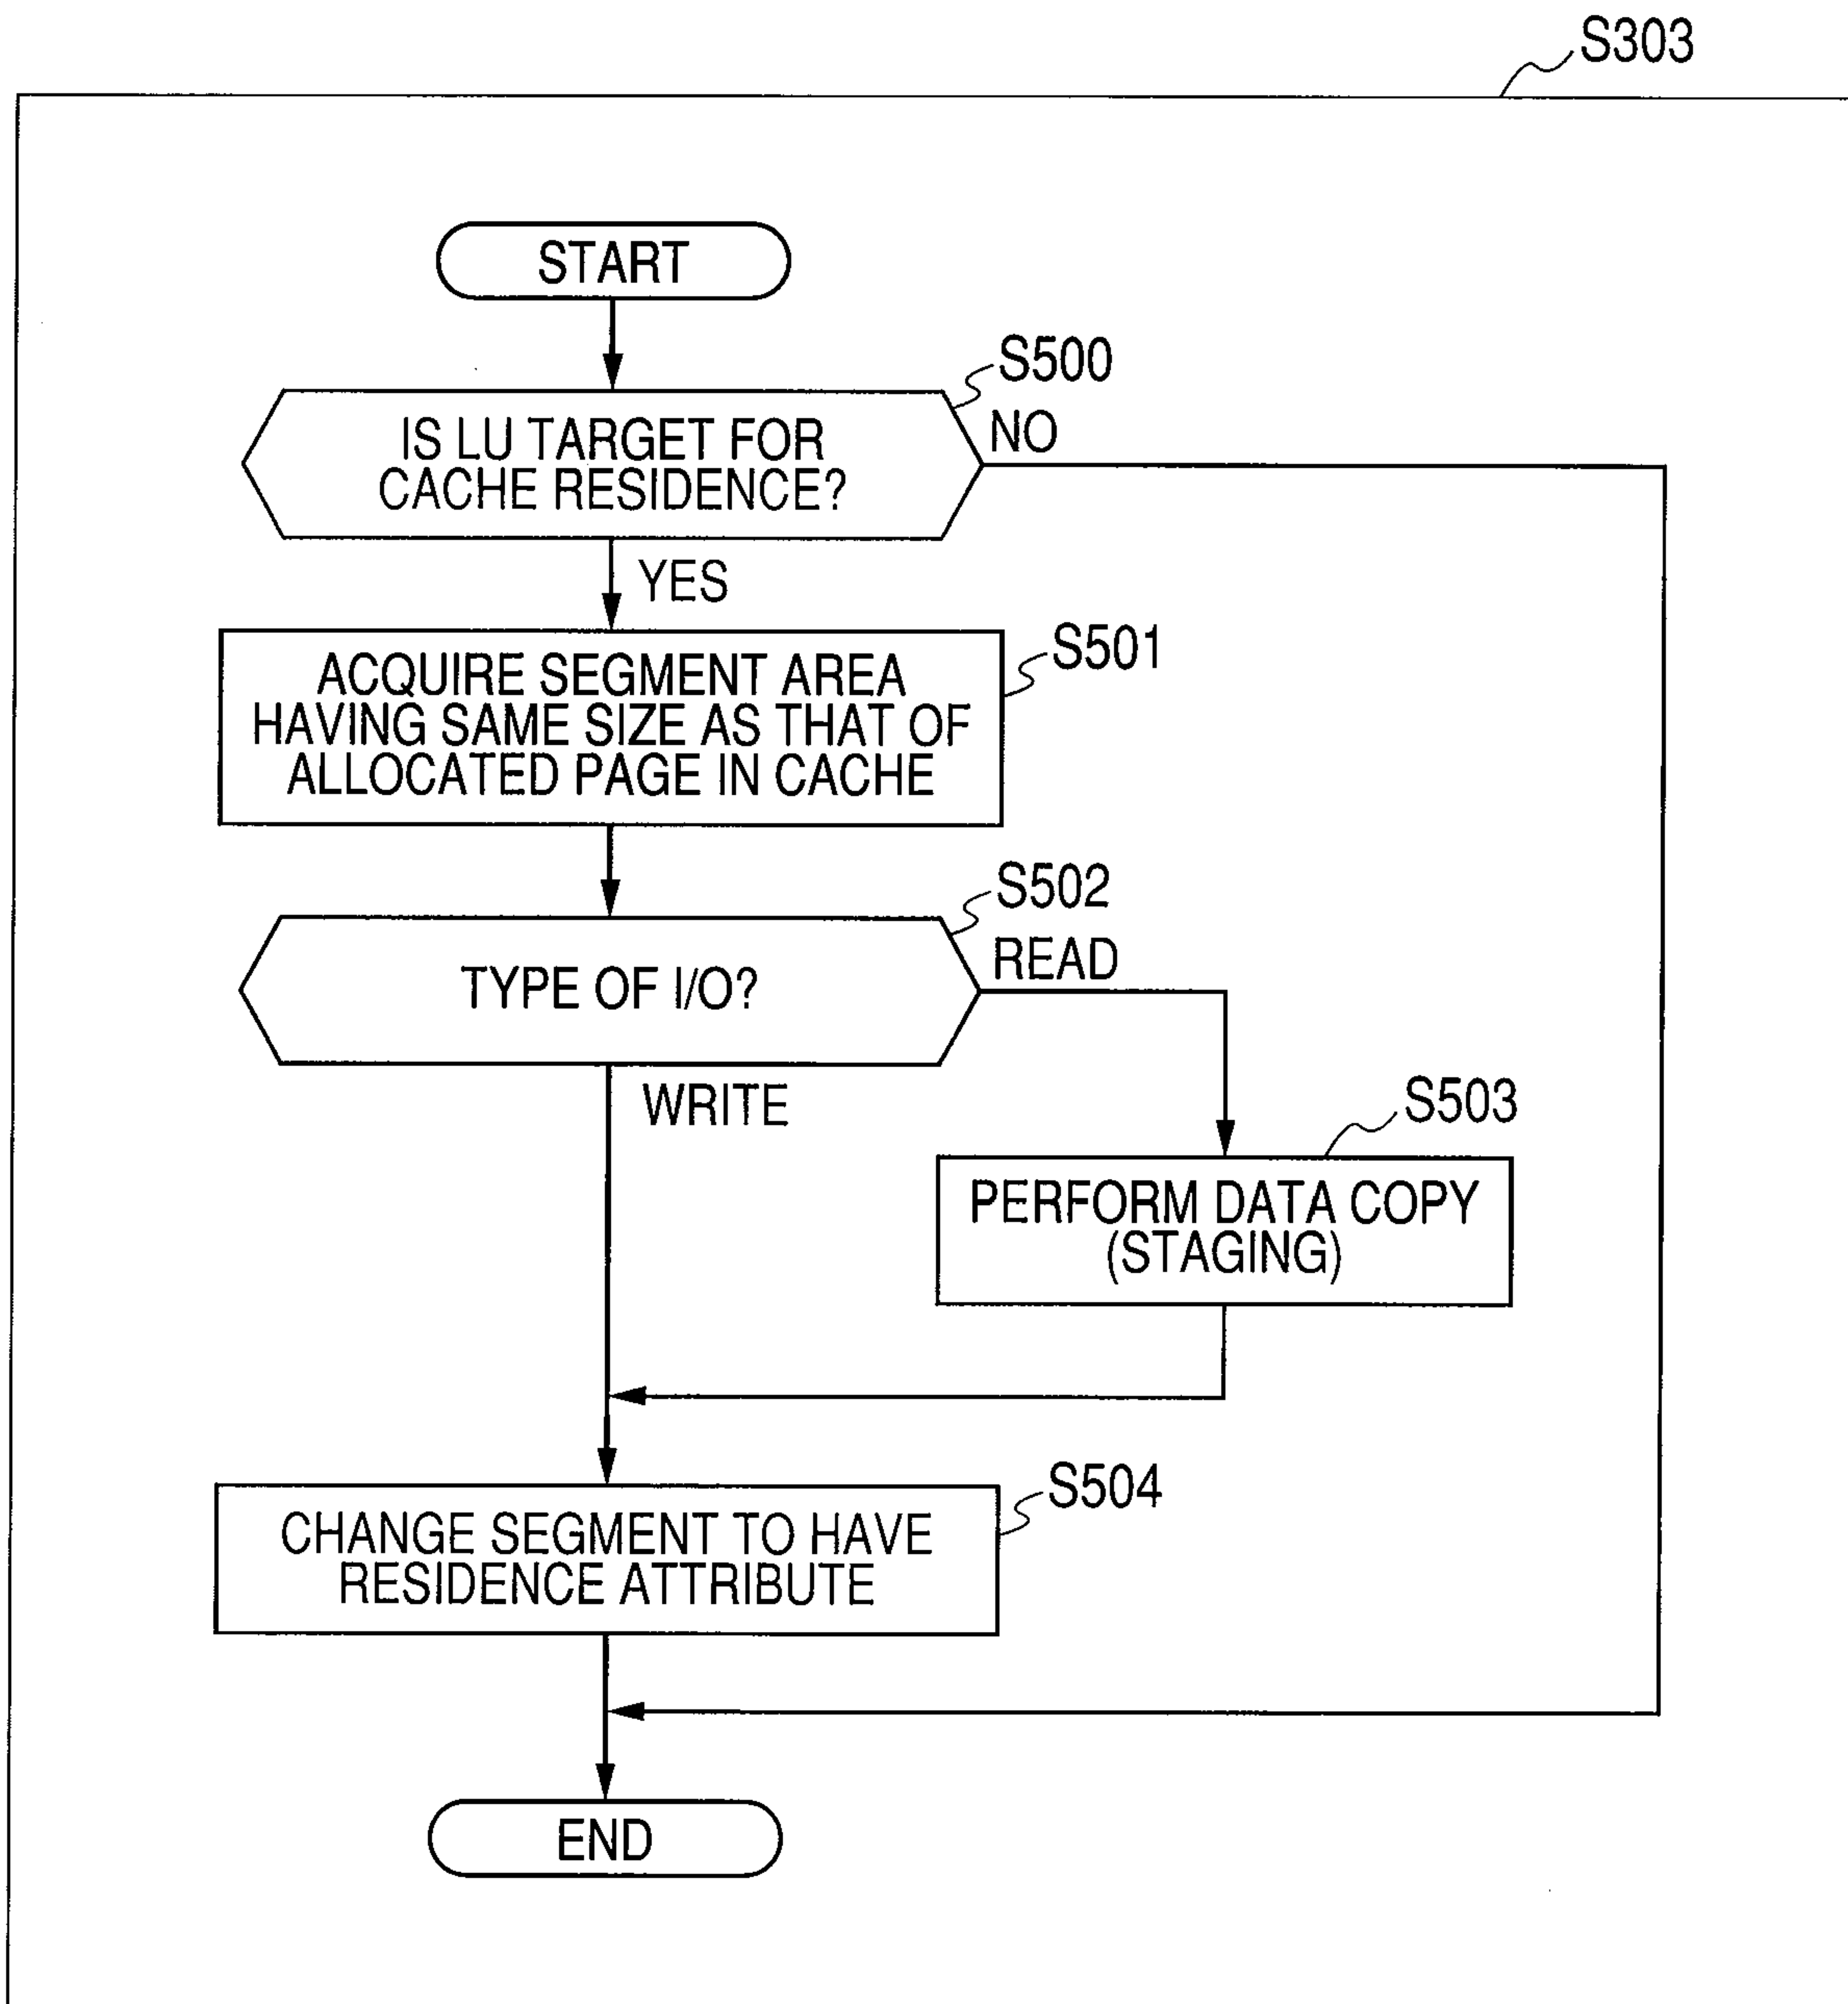 S303
START
S500
IS LU TARGET FOR
CACHE RESIDENCE?
NO
YES
S501
ACQUIRE SEGMENT AREA
HAVING SAME SIZE AS THAT OF
ALLOCATED PAGE IN CACHE
S502
TYPE OF I/O?
READ
WRITE
S503
PERFORM DATA COPY
(STAGING)
S504
CHANGE SEGMENT TO HAVE
RESIDENCE ATTRIBUTE
END